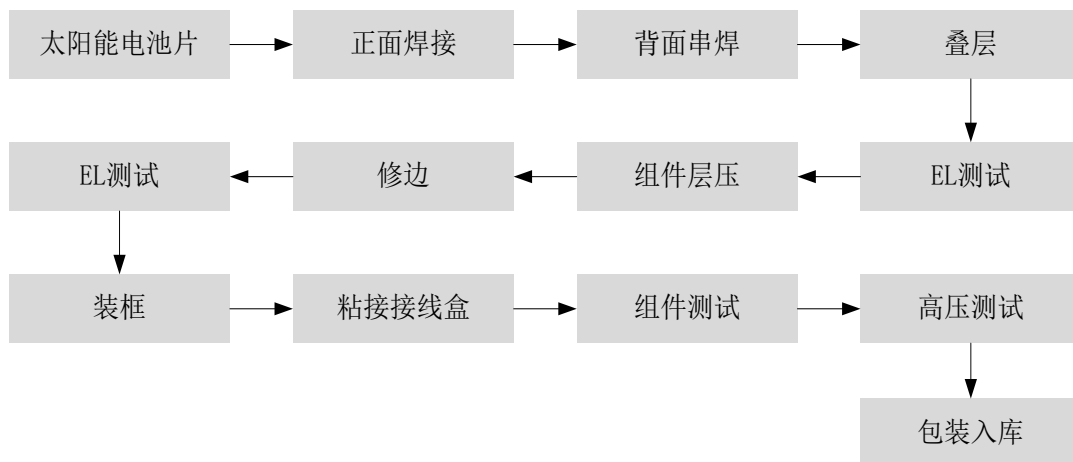 太阳能电池片
正面焊接
背面串焊
叠层
EL测试
组件层压
修边
EL测试
装框
粘接接线盒
组件测试
高压测试
包装入库